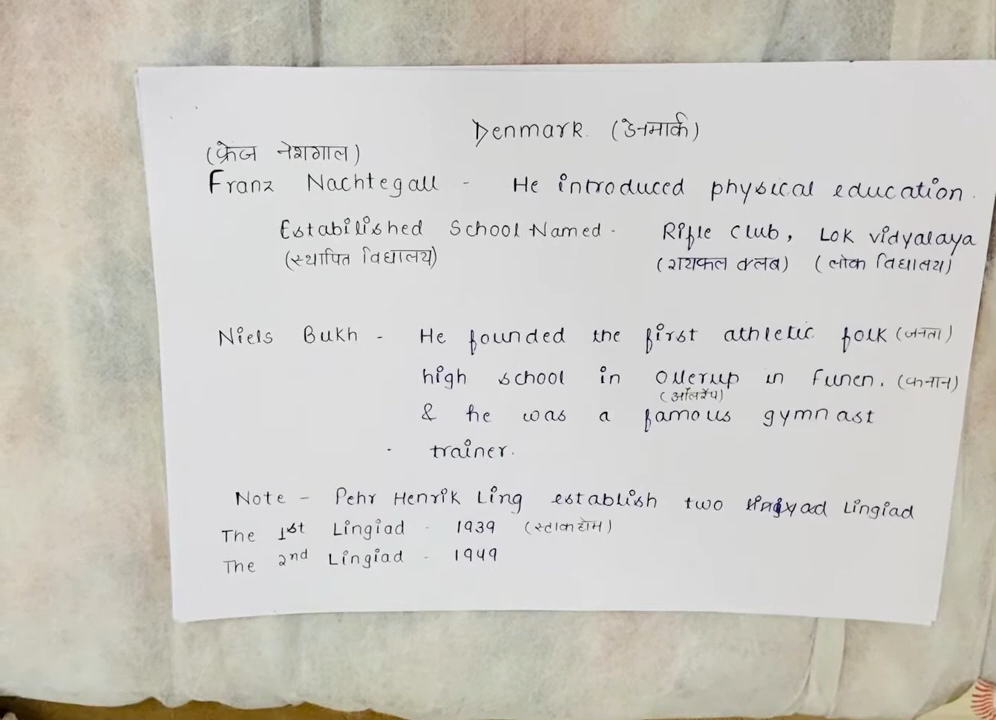 Denmark. (डेनमार्क)
(फ्रेज नेशगाल)
Franz Nachtegall - He introduced physical education.
Estabilished School Named - Rifle Club, Lok vidyalaya
(स्थापित विद्यालय) (रायफल क्लब) (लोक विद्यालय)
Niels Bukh - He founded the first athletic folk (जनता)
high school in Ollerup in Funen. (फनान)
(ऑलरैप)
& he was a famous gymnast
trainer.
Note - Pehr Henrik Ling establish two Lingiad
The 1st Lingiad - 1939 (स्टाकहोम)
The 2nd Lingiad - 1949